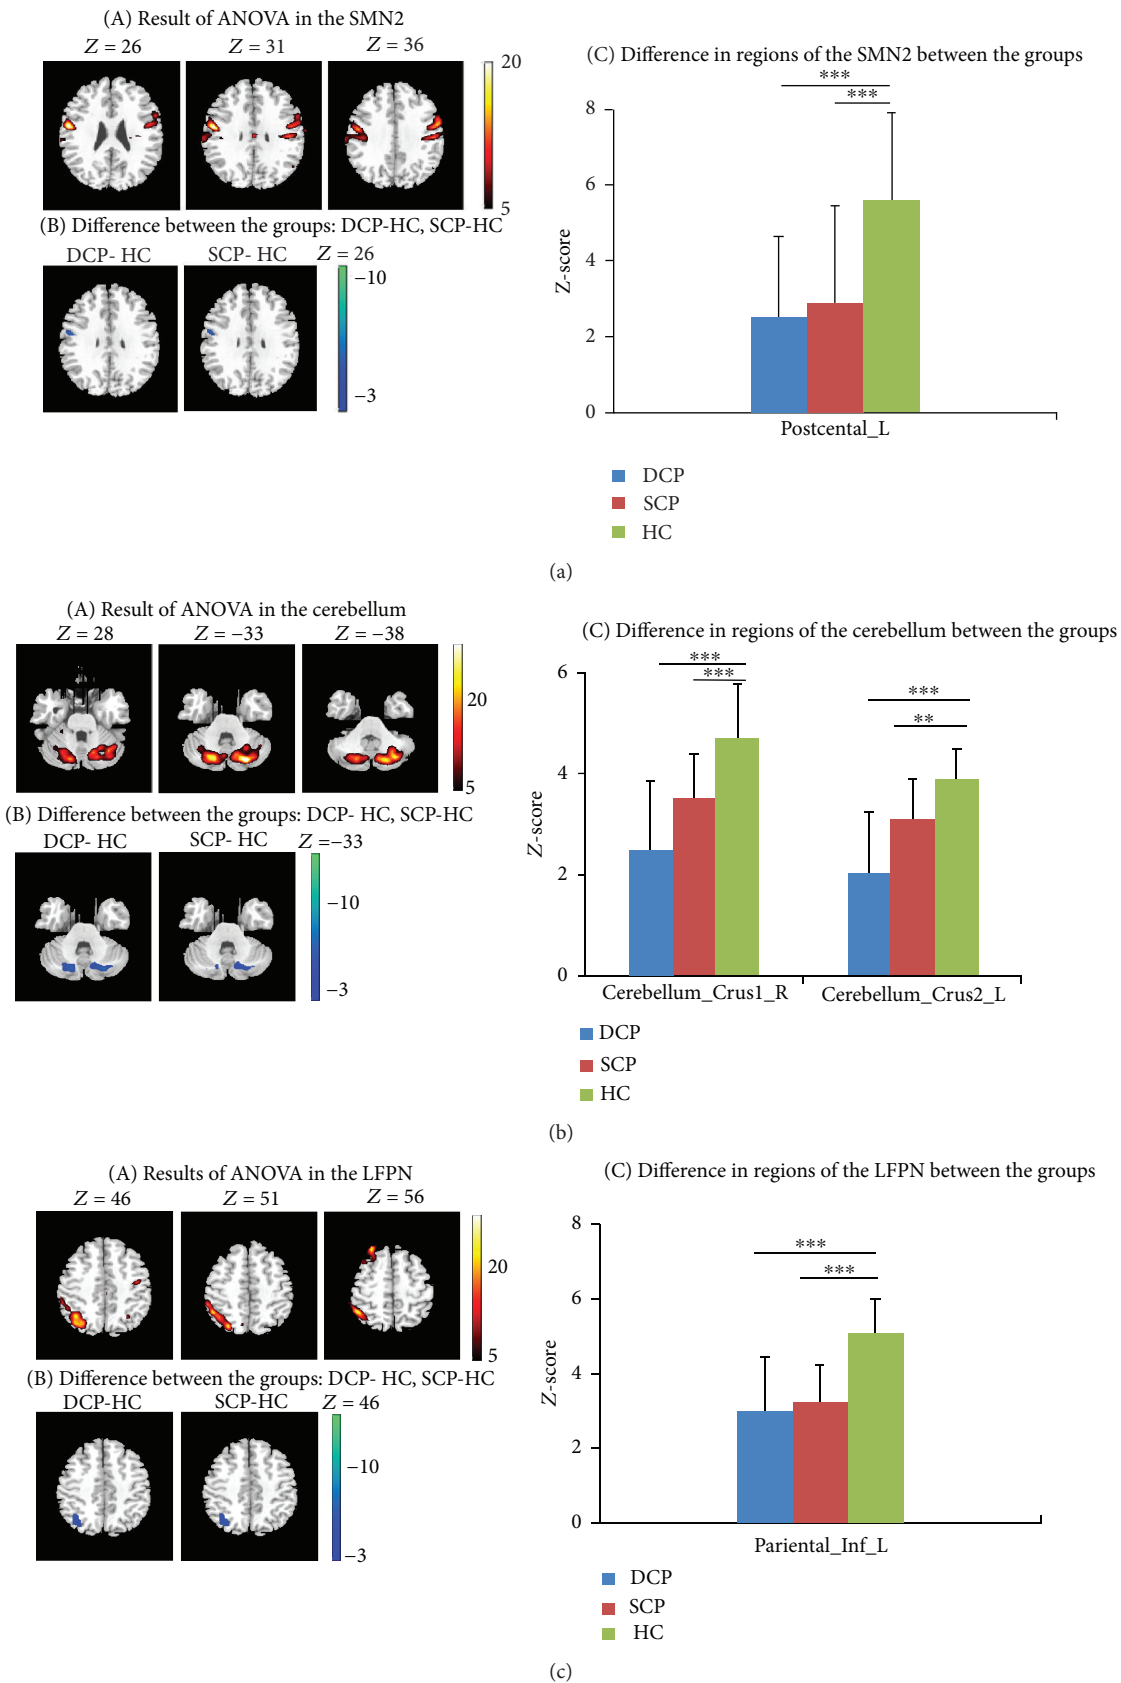 (A) Result of ANOVA in the SMN2
Z = 26 Z = 31 Z = 36
20
5
(B) Difference between the groups: DCP-HC, SCP-HC
DCP- HC SCP- HC Z = 26
−10
−3
(C) Difference in regions of the SMN2 between the groups
***
***
8
6
4
2
0
Z-score
Postcental_L
DCP
SCP
HC
(a)
(A) Result of ANOVA in the cerebellum
Z = 28 Z = −33 Z = −38
20
5
(B) Difference between the groups: DCP- HC, SCP-HC
DCP- HC SCP- HC Z =−33
−10
−3
(C) Difference in regions of the cerebellum between the groups
***
***
***
**
6
4
2
0
Z-score
Cerebellum_Crus1_R Cerebellum_Crus2_L
DCP
SCP
HC
(b)
(A) Results of ANOVA in the LFPN
Z = 46 Z = 51 Z = 56
20
5
(B) Difference between the groups: DCP- HC, SCP-HC
DCP-HC SCP-HC Z = 46
−10
−3
(C) Difference in regions of the LFPN between the groups
***
***
8
6
4
2
0
Z-score
Pariental_Inf_L
DCP
SCP
HC
(c)